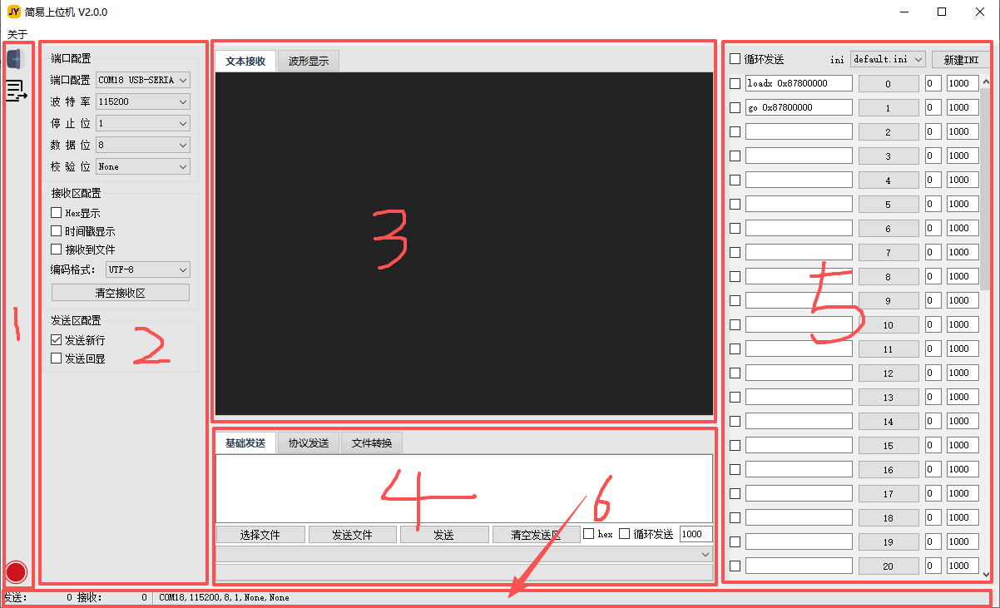 JY 简易上位机 V2.0.0
关于
端口配置
端口配置 COM18 USB-SERIA
波特率 115200
停止位 1
数据位 8
校验位 None
接收区配置
Hex显示
时间戳显示
接收到文件
编码格式: UTF-8
清空接收区
发送区配置
发送新行
发送回显
1
2
文本接收 波形显示
3
基础发送 协议发送 文件转换
4
6
选择文件 发送文件 发送 清空发送区 hex 循环发送 1000
循环发送 ini default.ini 新建INI
loadx 0x87800000 0 0 1000
go 0x87800000 1 0 1000
2 0 1000
3 0 1000
4 0 1000
5 0 1000
6 0 1000
7 0 1000
8 0 1000
9 0 1000
10 0 1000
11 0 1000
12 0 1000
13 0 1000
14 0 1000
15 0 1000
16 0 1000
17 0 1000
18 0 1000
19 0 1000
20 0 1000
5
发送: 0 接收: 0 COM18,115200,8,1,None,None